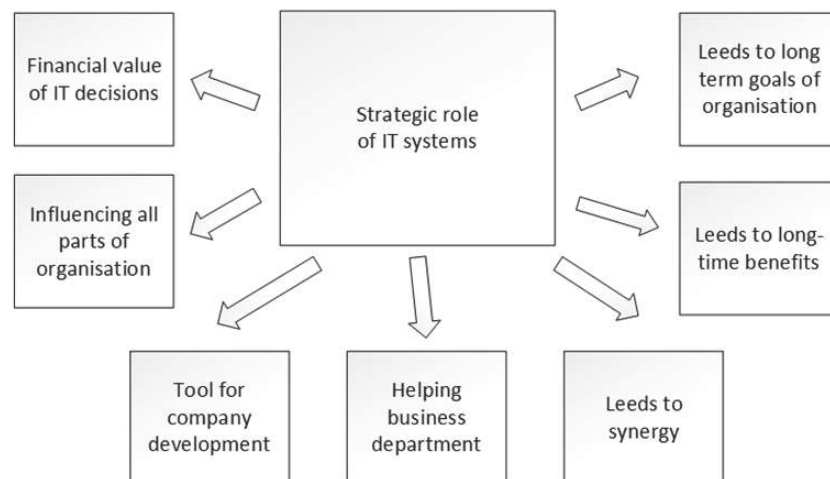 Financial value
of IT decisions
Strategic role
of IT systems
Leeds to long
term goals of
organisation
Influencing all
parts of
organisation
Leeds to long-
time benefits
Tool for
company
development
Helping
business
department
Leeds to
synergy